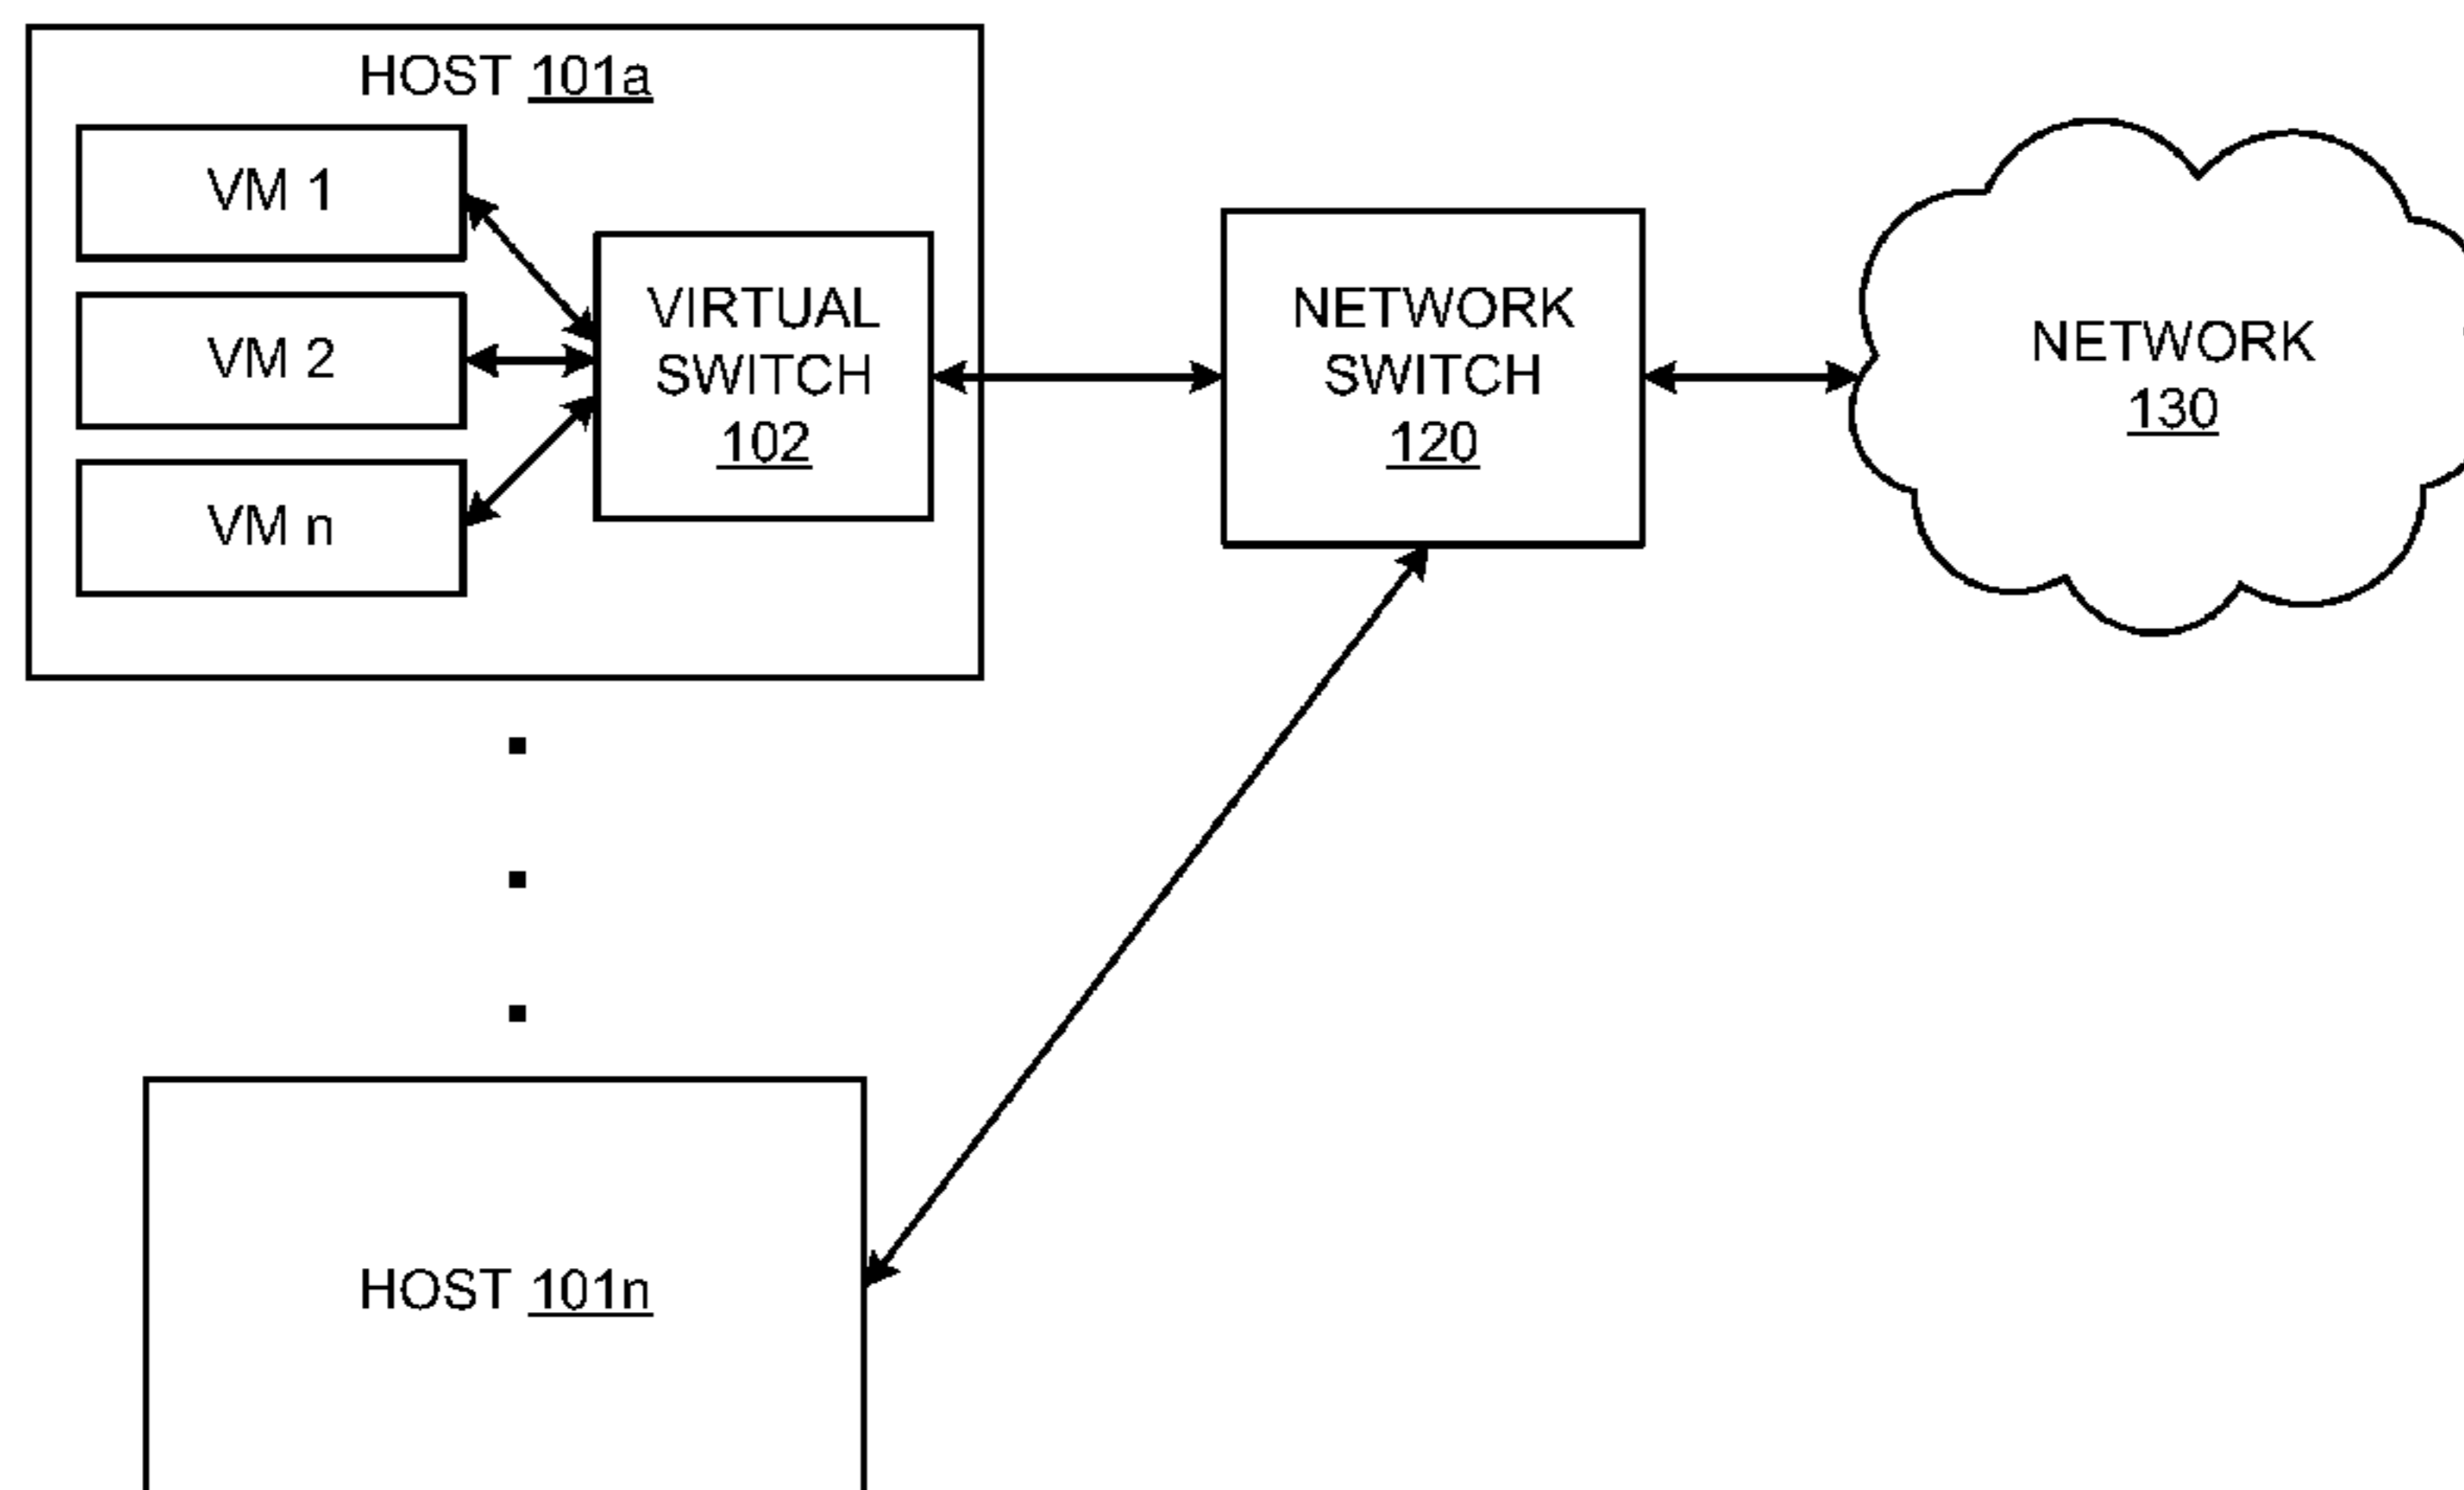 HOST 101a
VM 1
VM 2
VM n
VIRTUAL
SWITCH
102
NETWORK
SWITCH
120
NETWORK
130
HOST 101n